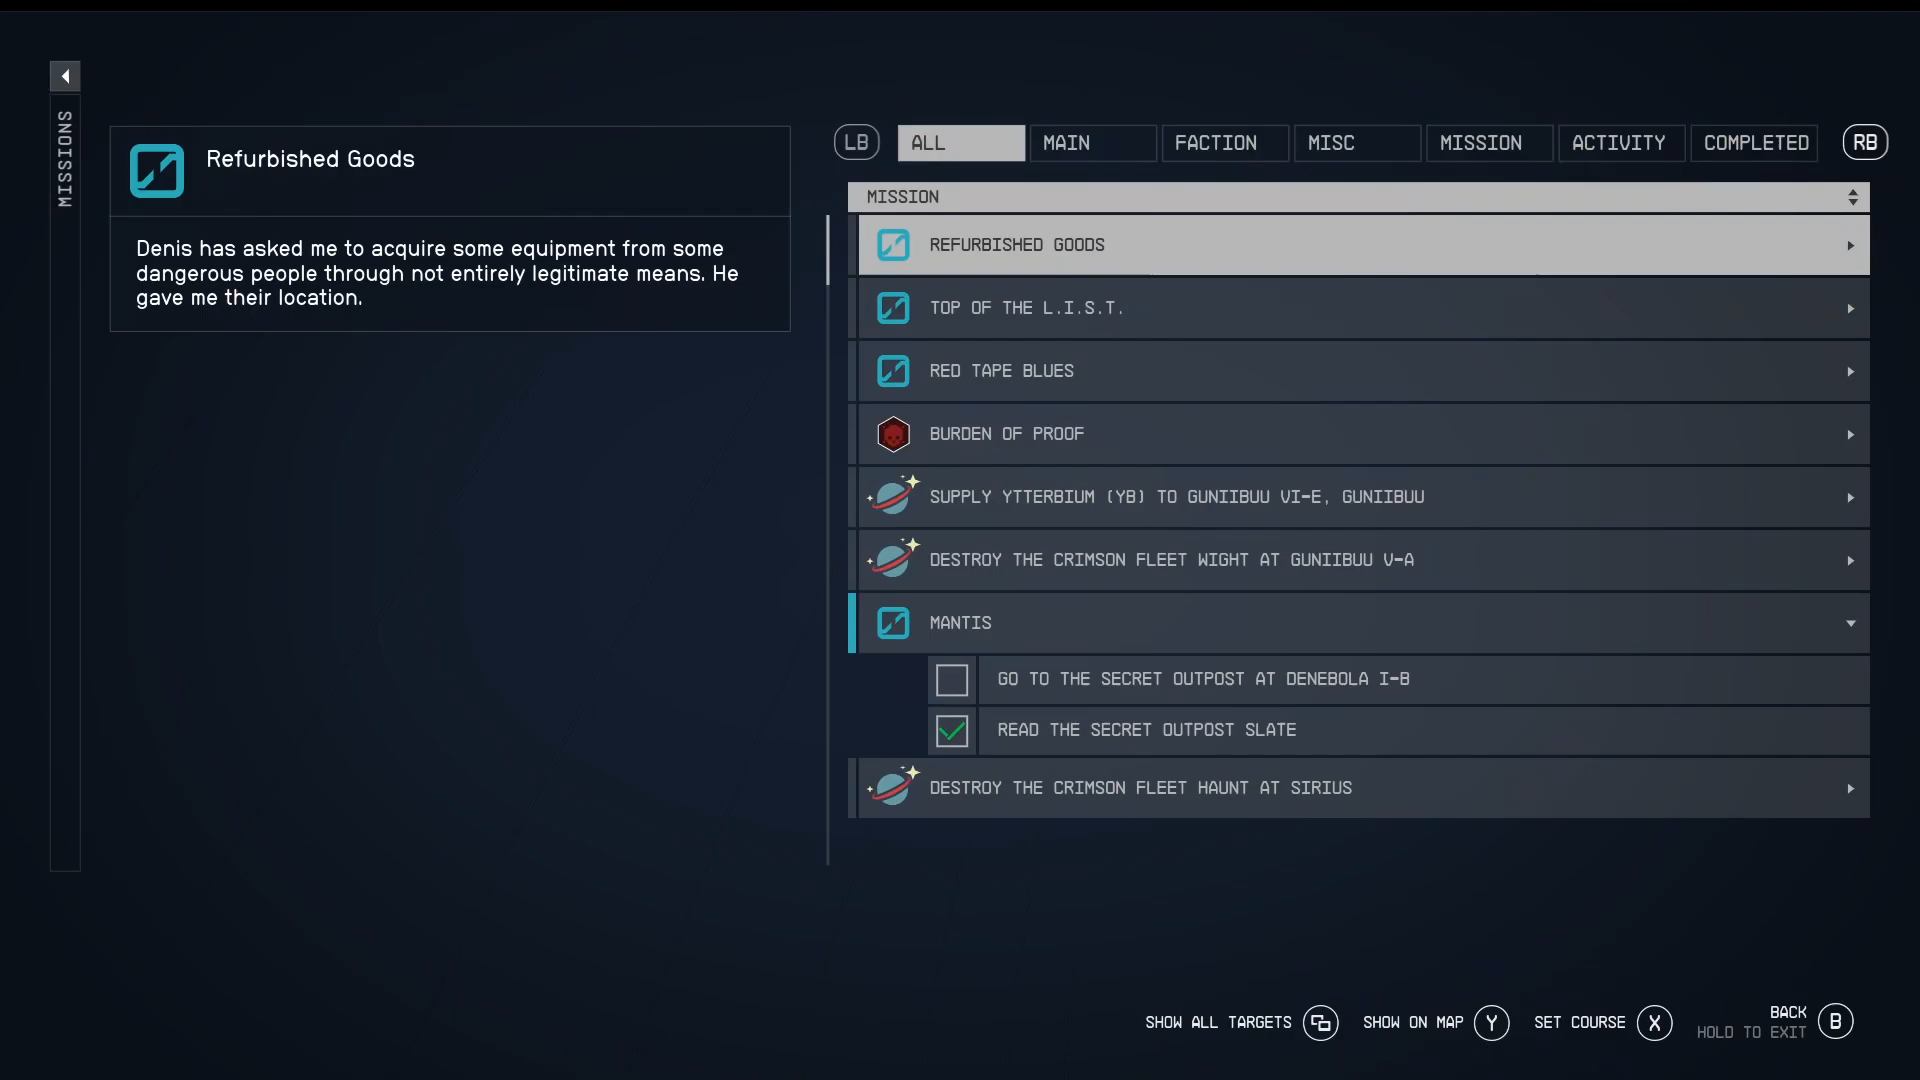 MISSIONS
Refurbished Goods
Denis has asked me to acquire some equipment from some
dangerous people through not entirely legitimate means. He
gave me their location.
LB ALL MAIN FACTION MISC MISSION ACTIVITY COMPLETED RB
MISSION
REFURBISHED GOODS
TOP OF THE L.I.S.T.
RED TAPE BLUES
BURDEN OF PROOF
SUPPLY YTTERBIUM (YB) TO GUNIIBUU VI-E, GUNIIBUU
DESTROY THE CRIMSON FLEET WIGHT AT GUNIIBUU V-A
MANTIS
GO TO THE SECRET OUTPOST AT DENEBOLA I-B
READ THE SECRET OUTPOST SLATE
DESTROY THE CRIMSON FLEET HAUNT AT SIRIUS
SHOW ALL TARGETS SHOW ON MAP Y SET COURSE X BACK B
HOLD TO EXIT